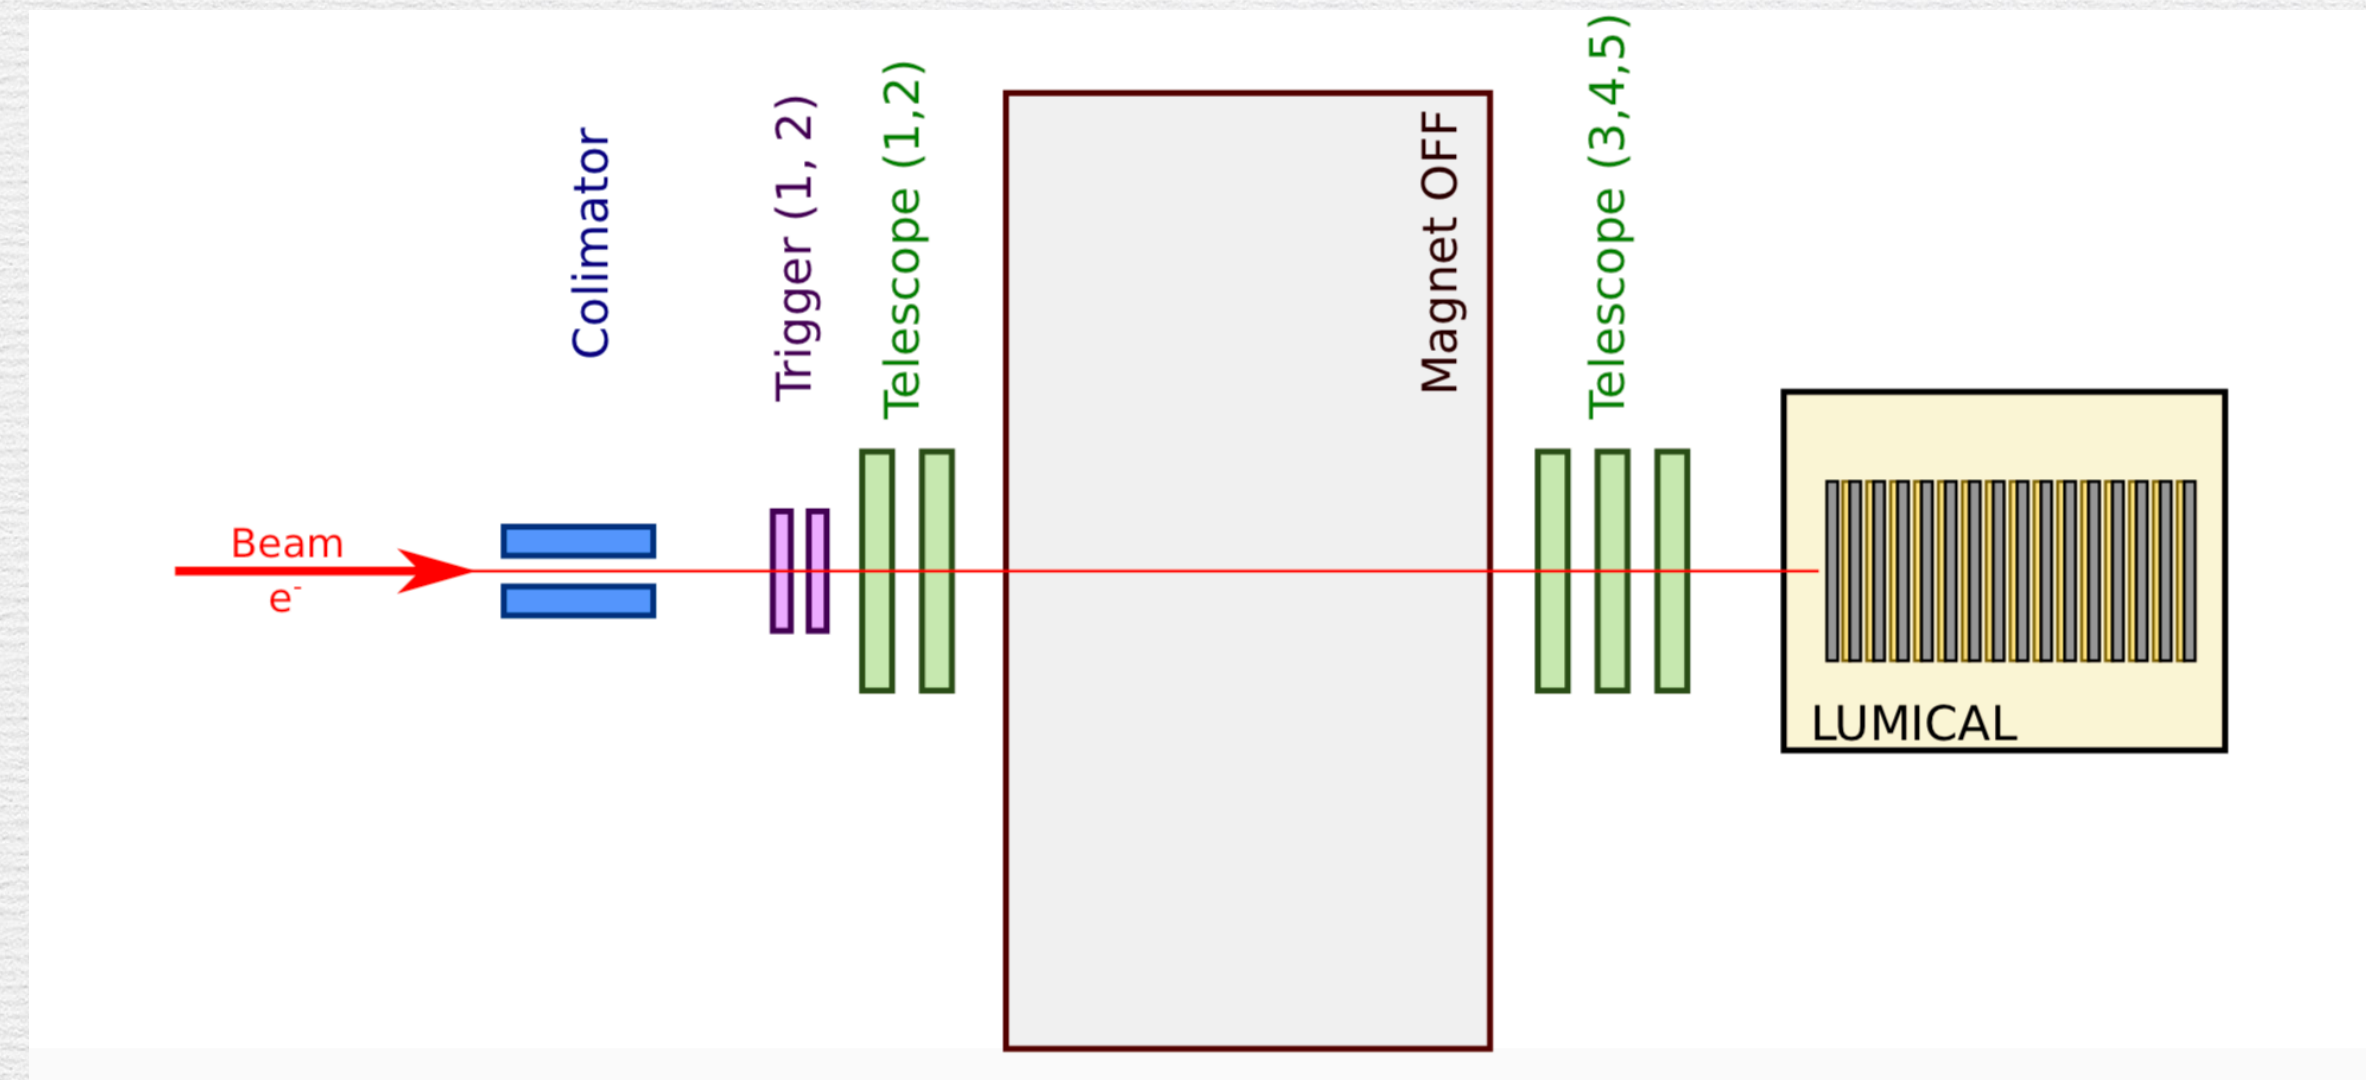 Beam
e-
Colimator
Trigger (1, 2)
Telescope (1,2)
Magnet OFF
Telescope (3,4,5)
LUMICAL